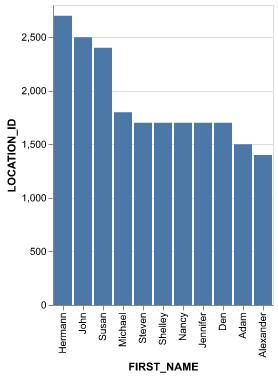 2,500
2,000
1,500
1,000
500
0
LOCATION_ID
Hermann
John
Susan
Michael
Steven
Shelley
Nancy
Jennifer
Den
Adam
Alexander
FIRST_NAME